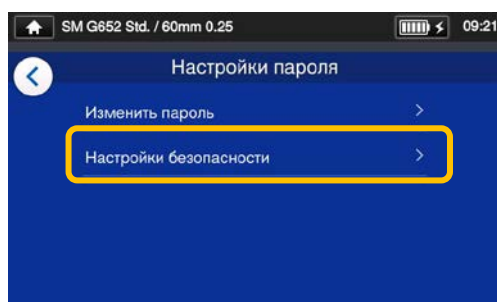 SM G652 Std. / 60mm 0.25 09:21
Настройки пароля
Изменить пароль
Настройки безопасности